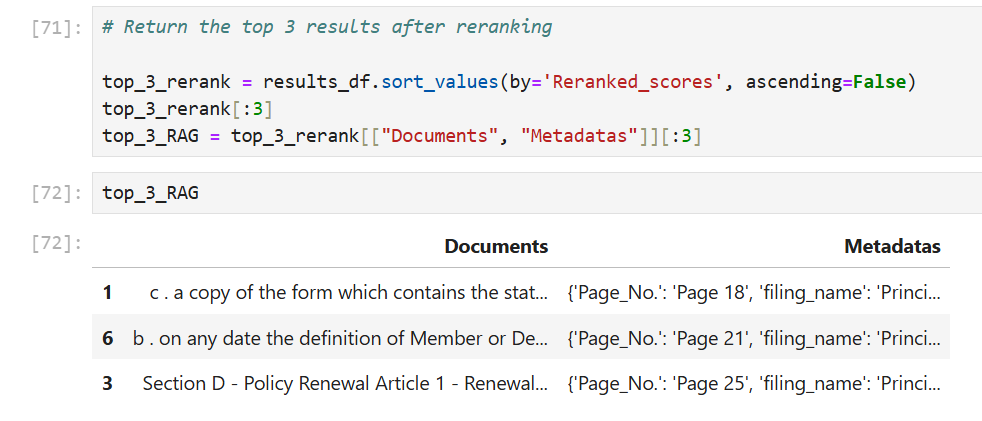 [71]: # Return the top 3 results after reranking
top_3_rerank = results_df.sort_values(by='Reranked_scores', ascending=False)
top_3_rerank[:3]
top_3_RAG = top_3_rerank[["Documents", "Metadatas"]][:3]
[72]: top_3_RAG
[72]: Documents Metadatas
1 c . a copy of the form which contains the stat... {'Page_No.': 'Page 18', 'filing_name': 'Princi...
6 b . on any date the definition of Member or De... {'Page_No.': 'Page 21', 'filing_name': 'Princi...
3 Section D - Policy Renewal Article 1 - Renewal... {'Page_No.': 'Page 25', 'filing_name': 'Princi...